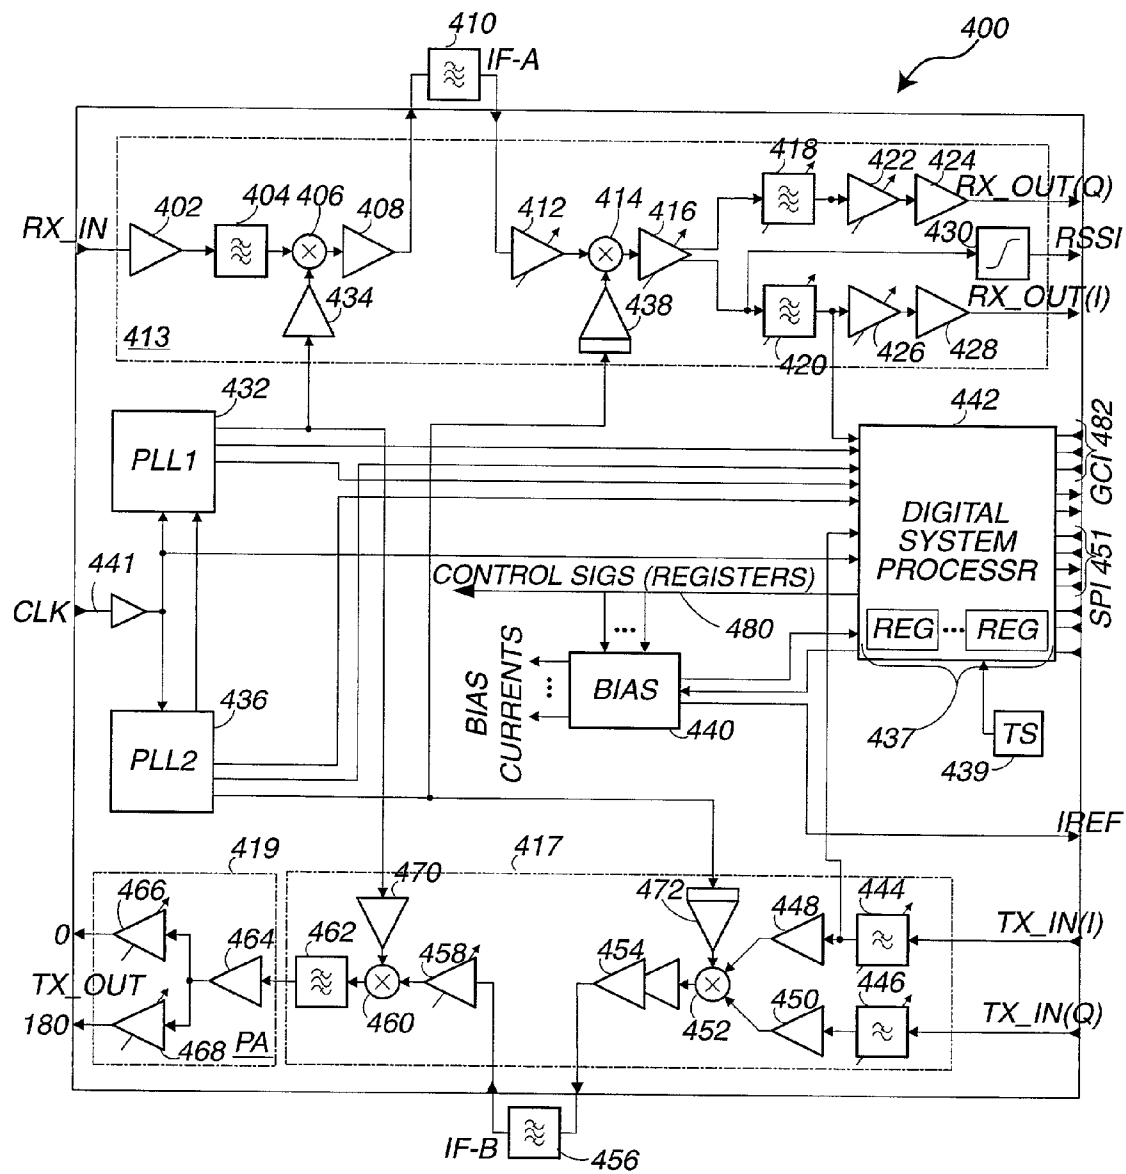 410
IF-A
400
418
422
424
RX_OUT(Q)
402
404
406
408
412
414
416
430
RSSI
RX_IN
434
438
RX_OUT(I)
413
420
426
428
432
442
PLL1
GCI 482
DIGITAL
SYSTEM
PROCESSR
441
CLK
CONTROL SIGS (REGISTERS)
SPI 451
480
REG ... REG
...
BIAS
CURRENTS
...
BIAS
440
437
TS
439
436
PLL2
IREF
419
417
466
470
472
448
444
0
464
462
458
454
TX_IN(I)
TX_OUT
460
452
450
446
TX_IN(Q)
180
468
PA
IF-B
456